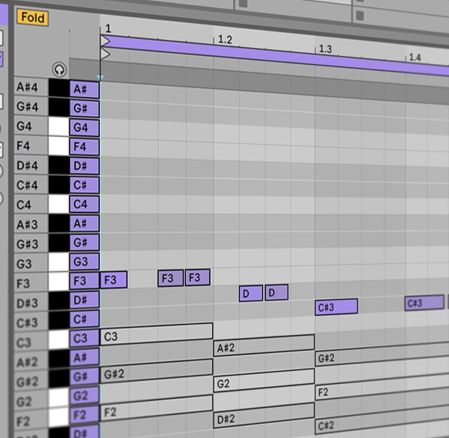 Fold
1
1.2
1.3
1.4
A#4 A#
G#4 G#
G4 G4
F4 F4
D#4 D#
C#4 C#
C4 C4
A#3 A#
G#3 G#
G3 G3
F3 F3 F3 F3 F3
D#3 D# D D
C#3 C# C#3 C#3
C3 C3 C3
A#2 A# A#2
G#2 G# G#2 G#2
G2 G2 G2
F2 F2 F2 F2
D# D#2 C#2